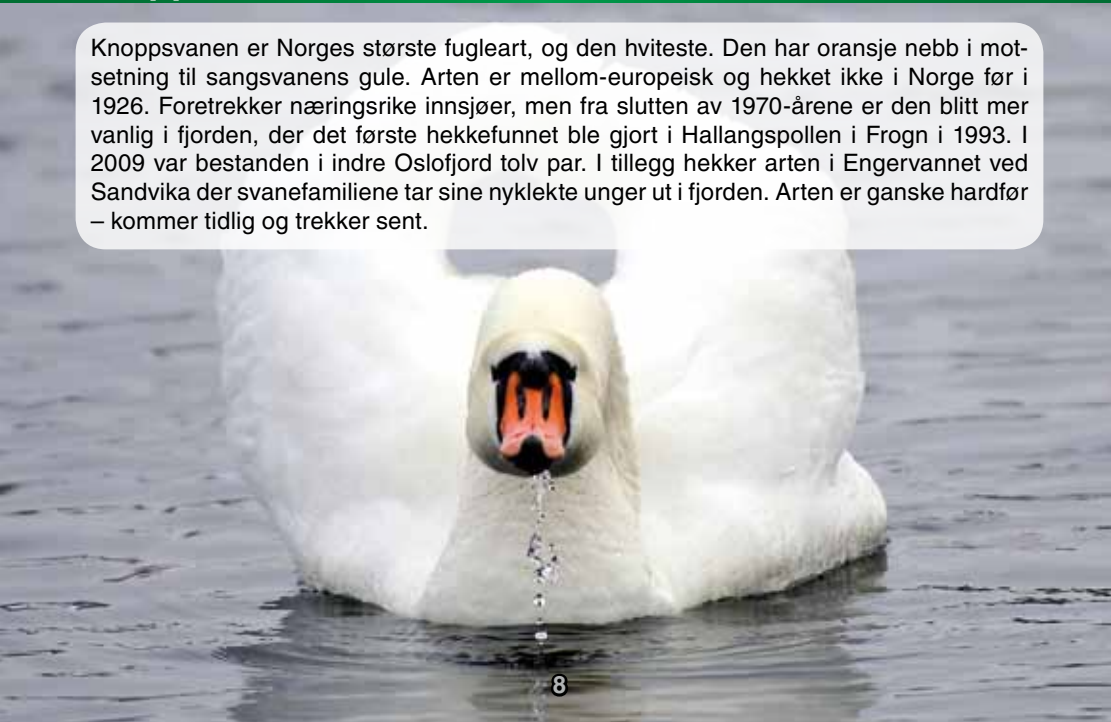 Knoppsvanen er Norges største fugleart, og den hviteste. Den har oransje nebb i mot-
setning til sangsvanens gule. Arten er mellom-europeisk og hekket ikke i Norge før i
1926. Foretrekker næringsrike innsjøer, men fra slutten av 1970-årene er den blitt mer
vanlig i fjorden, der det første hekkefunnet ble gjort i Hallangspollen i Frogn i 1993. I
2009 var bestanden i indre Oslofjord tolv par. I tillegg hekker arten i Engervannet ved
Sandvika der svanefamiliene tar sine nyklekte unger ut i fjorden. Arten er ganske hardfør
– kommer tidlig og trekker sent.
8